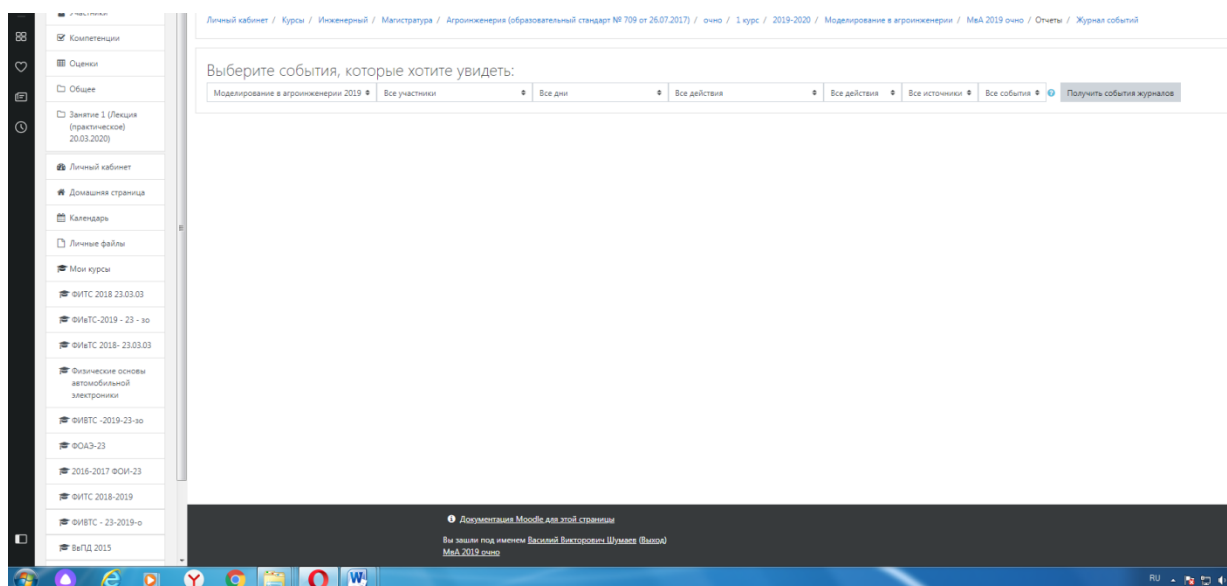 Участники
Личный кабинет / Курсы / Инженерный / Магистратура / Агроинженерия (образовательный стандарт № 709 от 26.07.2017) / очно / 1 курс / 2019-2020 / Моделирование в агроинженерии / МвА 2019 очно / Отчеты / Журнал событий
Компетенции
Оценки
Общее
Занятие 1 (Лекция
(практическое)
20.03.2020)
Личный кабинет
Домашняя страница
Календарь
Личные файлы
Мои курсы
ФИТС 2018 23.03.03
ФИвТС-2019 - 23 - зо
ФИвТС 2018- 23.03.03
Физические основы
автомобильной
электроники
ФИВТС -2019-23-зо
ФОАЭ-23
2016-2017 ФОИ-23
ФИТС 2018-2019
ФИВТС - 23-2019-о
ВвПД 2015
Выберите события, которые хотите увидеть:
Моделирование в агроинженерии 2019 Все участники Все дни Все действия Все действия Все источники Все события Получить события журналов
Документация Moodle для этой страницы
Вы зашли под именем Василий Викторович Шумаев (Выход)
МвА 2019 очно
RU